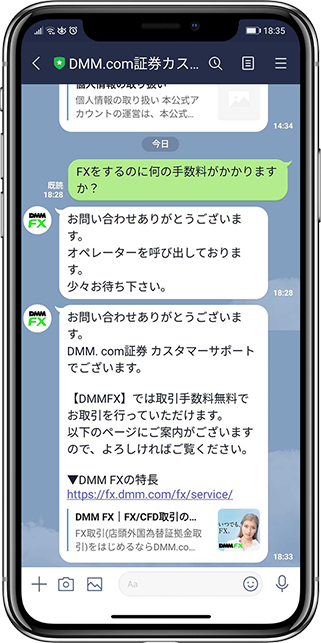 18:35
DMM.com証券カス...
個人情報の取り扱い
個人情報の取り扱い 本公式ア
カウントの運営は、本公式...
14:34
今日
FXをするのに何の手数料がかかります
か？
既読
18:28
DMM
FX
お問い合わせありがとうございま
す。
オペレーターを呼び出しておりま
す。
少々お待ち下さい。
18:28
DMM
FX
お問い合わせありがとうございま
す。
DMM. com証券 カスタマーサポート
でございます。
【DMMFX】では取引手数料無料で
お取引を行っていただけます。
以下のページにご案内がございます
ので、よろしければご覧ください。
▼DMM FXの特長
https://fx.dmm.com/fx/service/
DMM FX｜FX/CFD取引の...
FX取引(店頭外国為替証拠金取
引)をはじめるならDMM.co...
いつでも、
FX。
DMM FX
18:33
Aa